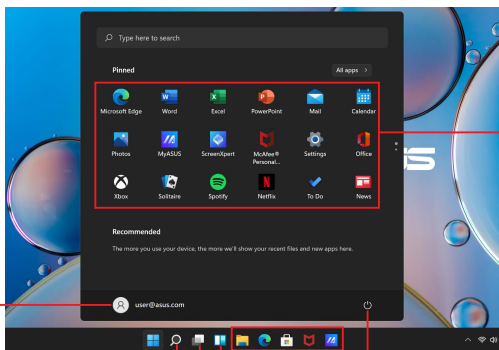 Type here to search
Pinned
All apps >
Microsoft Edge Word Excel PowerPoint Mail Calendar
Photos MyASUS ScreenXpert McAfee® Personal... Settings Office
Xbox Solitaire Spotify Netflix To Do News
Recommended
The more you use your device, the more we'll show your recent files and new apps here.
user@asus.com